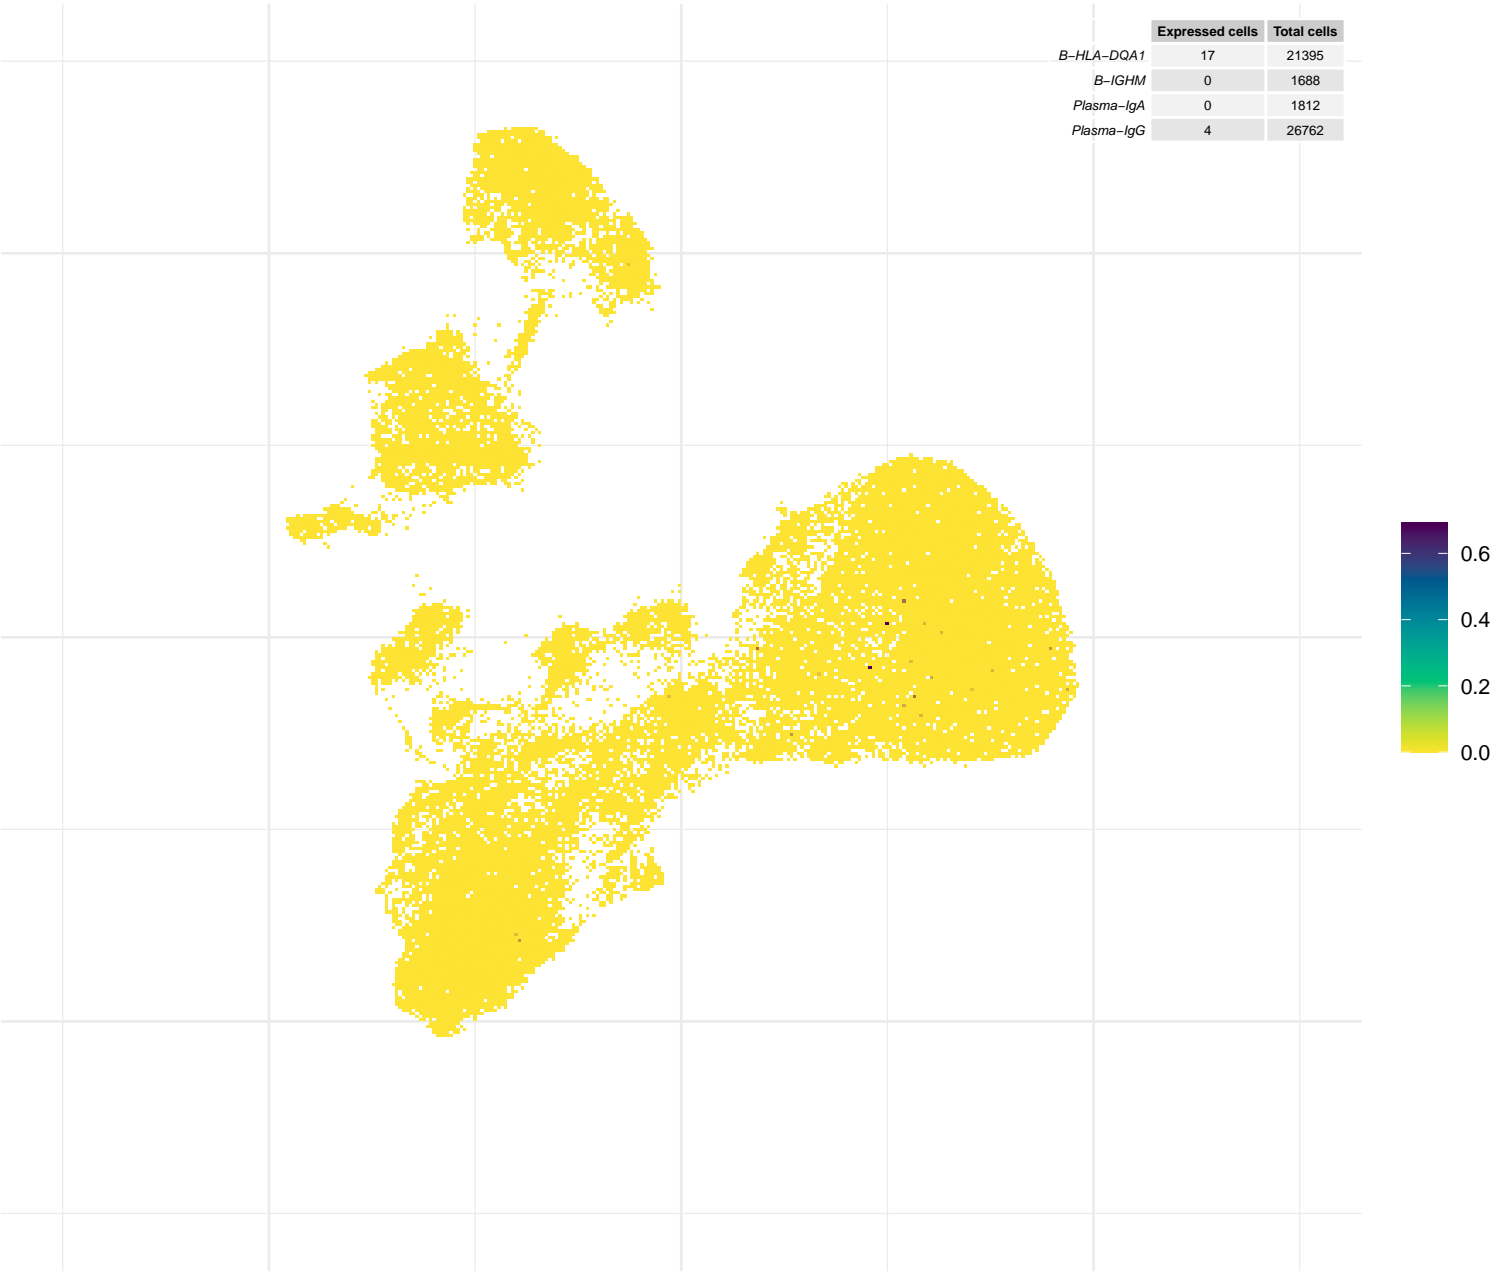 Expressed cells Total cells
B−HLA−DQA1 17 21395
B−IGHM 0 1688
Plasma−IgA 0 1812
Plasma−IgG 4 26762
0.6
0.4
0.2
0.0